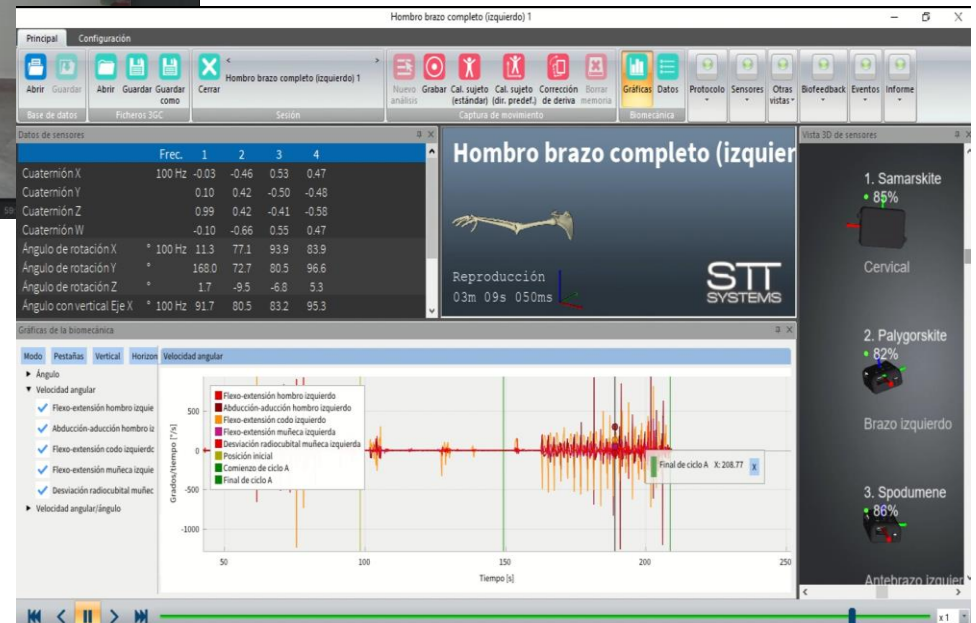 Hombro brazo completo (izquierdo) 1
Principal Configuración
Abrir Guardar
Base de datos
Abrir Guardar Guardar como
Ficheros 3GC
Cerrar
< >
Hombro brazo completo (izquierdo) 1
Sesión
Nuevo análisis Grabar Cal. sujeto (estándar) Cal. sujeto (dir. predef.) Corrección de deriva Borrar memoria
Captura de movimiento
Gráficas Datos
Biomecánica
Protocolo Sensores Otras vistas Biofeedback Eventos Informe
Datos de sensores
Frec. 1 2 3 4
Cuaternión X 100 Hz -0.03 -0.46 0.53 0.47
Cuaternión Y 0.10 0.42 -0.50 -0.48
Cuaternión Z 0.99 0.42 -0.41 -0.58
Cuaternión W -0.10 -0.66 0.55 0.47
Ángulo de rotación X ° 100 Hz 11.3 77.1 93.9 83.9
Ángulo de rotación Y ° 168.0 72.7 80.5 96.6
Ángulo de rotación Z ° 1.7 -9.5 -6.8 5.3
Ángulo con vertical Eje X ° 100 Hz 91.7 80.5 83.2 95.3
Hombro brazo completo (izquier
Reproducción
03m 09s 050ms
STT
SYSTEMS
Vista 3D de sensores
1. Samarskite
85%
Cervical
2. Palygorskite
82%
Brazo izquierdo
3. Spodumene
86%
Antebrazo izquier
Gráficas de la biomecánica
Modo Pestañas Vertical Horizon
Ángulo
Velocidad angular
Flexo-extensión hombro izquie
Abducción-aducción hombro iz
Flexo-extensión codo izquierdo
Flexo-extensión muñeca izquie
Desviación radiocubital muñec
Velocidad angular/ángulo
Velocidad angular
Flexo-extensión hombro izquierdo
Abducción-aducción hombro izquierdo
Flexo-extensión codo izquierdo
Flexo-extensión muñeca izquierda
Desviación radiocubital muñeca izquierda
Posición inicial
Comienzo de ciclo A
Final de ciclo A
Grados/tiempo [°/s]
500
0
-500
-1000
Final de ciclo A X: 208.77 X
50 100 150 200 250
Tiempo [s]
x 1